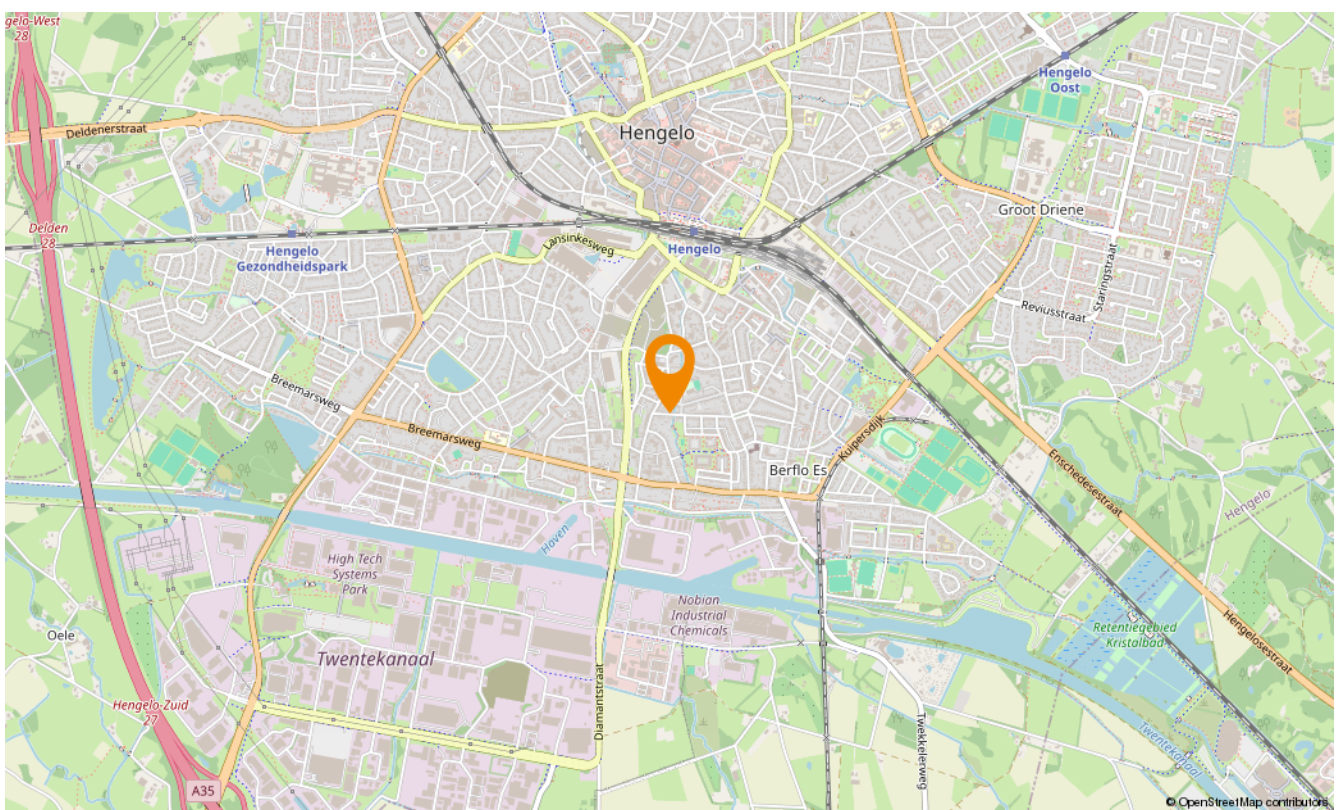 gelo-West
28
Hengelo
Oost
Deldenerstraat
Hengelo
Groot Driene
Delden
28
Hengelo
Gezondheidspark
Lansinkesweg
Hengelo
Staringstraat
Reviusstraat
Breemarsweg
Breemarsweg
Kuipersdijk
Berflo Es
Enschedesestraat
Hengelo
Haven
High Tech
Systems
Park
Nobian
Industrial
Chemicals
Oele
Retentiegebied
Kristalbad
Hengelosestraat
Twentekanaal
Diamantstraat
Hengelo-Zuid
27
Twekkelerweg
Twentekanaal
A35
© OpenStreetMap contributors